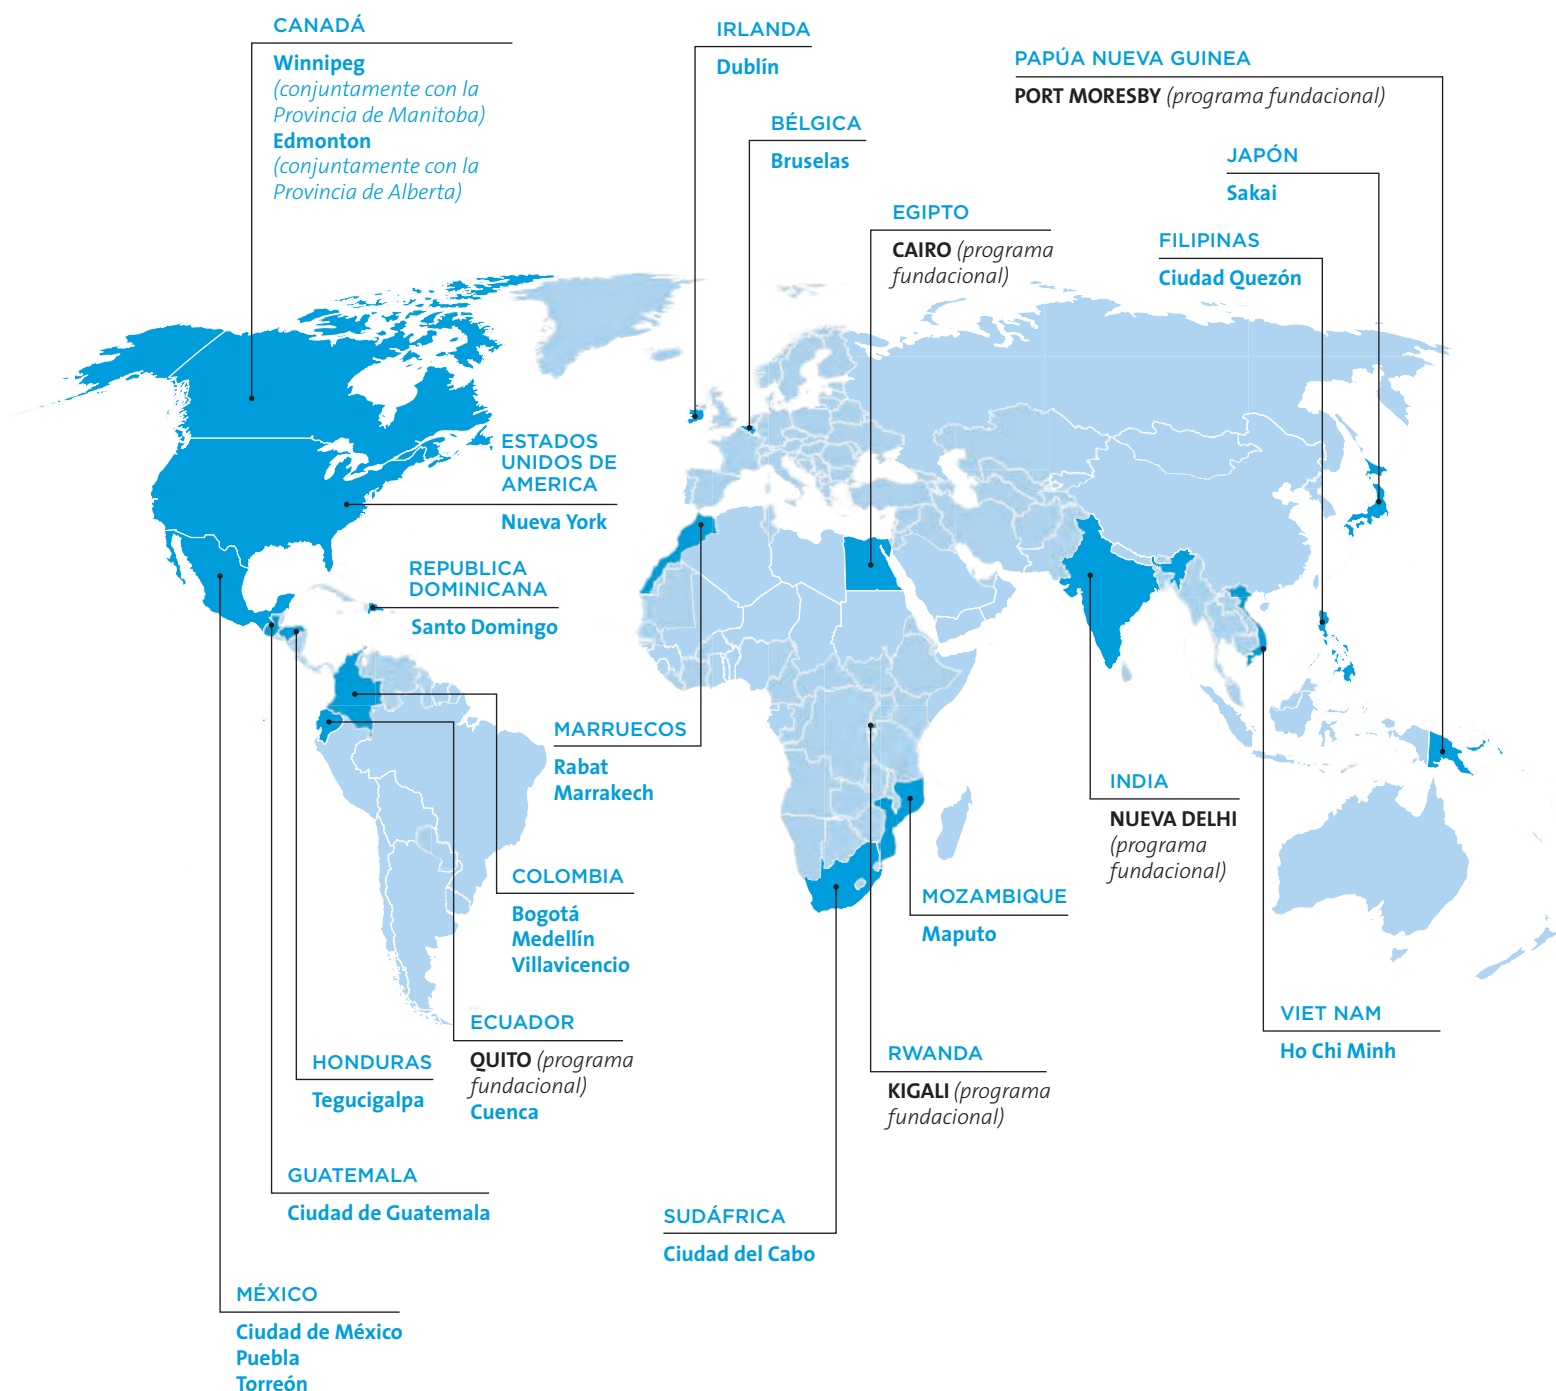 CANADÁ
Winnipeg
(conjuntamente con la
Provincia de Manitoba)
Edmonton
(conjuntamente con la
Provincia de Alberta)
IRLANDA
Dublín
PAPÚA NUEVA GUINEA
PORT MORESBY (programa fundacional)
BÉLGICA
Bruselas
JAPÓN
Sakai
EGIPTO
CAIRO (programa
fundacional)
FILIPINAS
Ciudad Quezón
ESTADOS
UNIDOS DE
AMERICA
Nueva York
REPUBLICA
DOMINICANA
Santo Domingo
MARRUECOS
Rabat
Marrakech
INDIA
NUEVA DELHI
(programa
fundacional)
COLOMBIA
Bogotá
Medellín
Villavicencio
MOZAMBIQUE
Maputo
ECUADOR
QUITO (programa
fundacional)
Cuenca
VIET NAM
Ho Chi Minh
HONDURAS
Tegucigalpa
RWANDA
KIGALI (programa
fundacional)
GUATEMALA
Ciudad de Guatemala
SUDÁFRICA
Ciudad del Cabo
MÉXICO
Ciudad de México
Puebla
Torreón